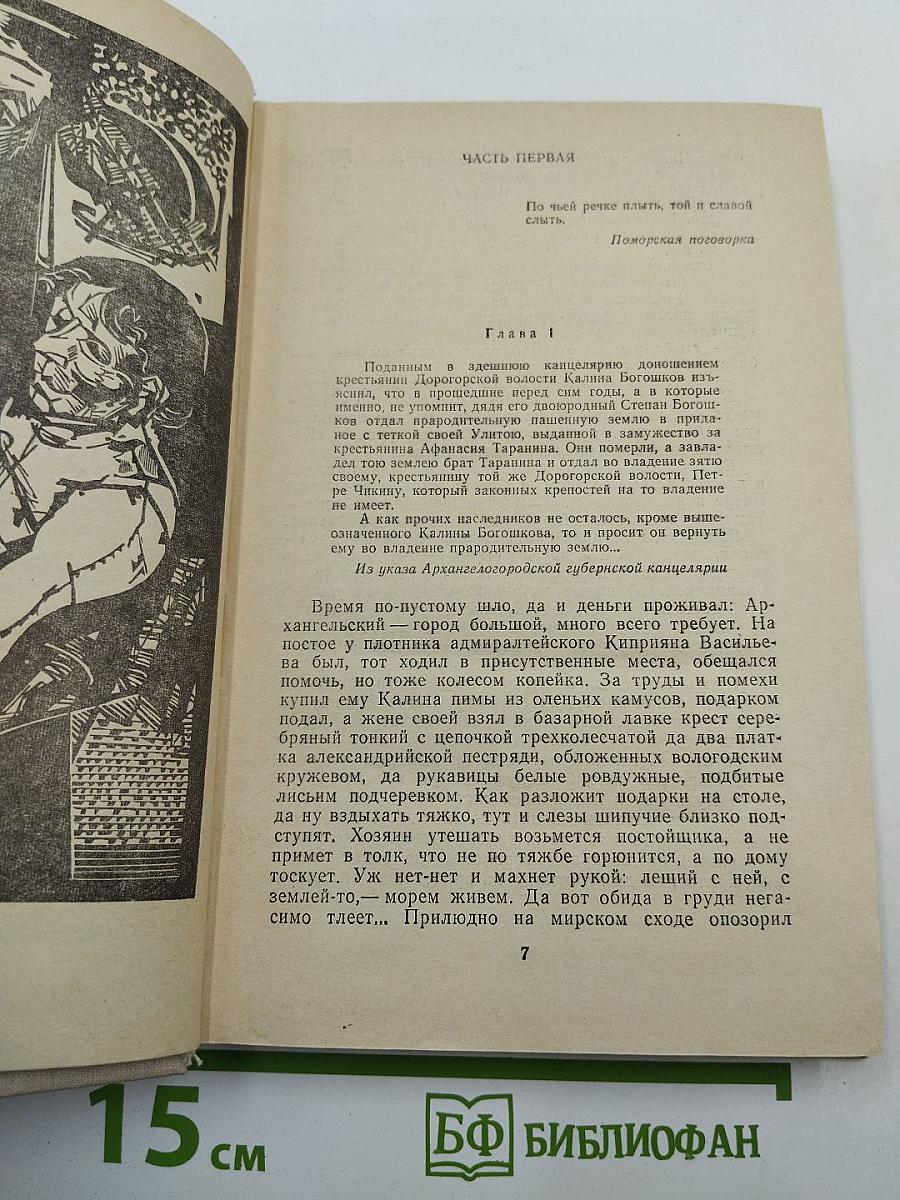 ЧАСТЬ ПЕРВАЯ
По чьей речке плыть, той и славой
слыть.
Поморская поговорка
Глава 1
Поданным в здешнюю канцелярию доношением
крестьянин Дорогорской волости Калина Богошков изъ-
яснил, что в прошедшие перед сим годы, а в которые
именно, не упомнит, дядя его двоюродный Степан Богош-
ков отдал прародительную пашенную землю в прида-
ное с теткой своей Улитою, выданной в замужество за
крестьянина Афанасия Таранина. Они померли, а завла-
дел тою землею брат Таранина и отдал во владение зятю
своему, крестьянину той же Дорогорской волости, Пет-
ре Чикину, который законных крепостей на то владение
не имеет.
А как прочих наследников не осталось, кроме выше-
означенного Калины Богошкова, то и просит он вернуть
ему во владение прародительную землю...
Из указа Архангелогородской губернской канцелярии
Время по-пустому шло, да и деньги проживал: Ар-
хангельский — город большой, много всего требует. На
постое у плотника адмиралтейского Киприяна Василье-
ва был, тот ходил в присутственные места, обещался
помочь, но тоже колесом копейка. За труды и помехи
купил ему Калина пимы из оленьих камусов, подарком
подал, а жене своей взял в базарной лавке крест сере-
бряный тонкий с цепочкой трехколесчатой да два плат-
ка александрийской пестряди, обложенных вологодским
кружевом, да рукавицы белые ровдужные, подбитые
лисьим подчеревком. Как разложит подарки на столе,
да ну вздыхать тяжко, тут и слезы шипучие близко под-
ступят. Хозяин утешать возьмется постойщика, а не
примет в толк, что не по тяжбе горюнится, а по дому
тоскует. Уж нет-нет и махнет рукой: леший с ней, с
землей-то,— морем живем. Да вот обида в груди нега-
симо тлеет... Прилюдно на мирском сходе опозорил
7
15 см
БФ БИБЛИОФАН